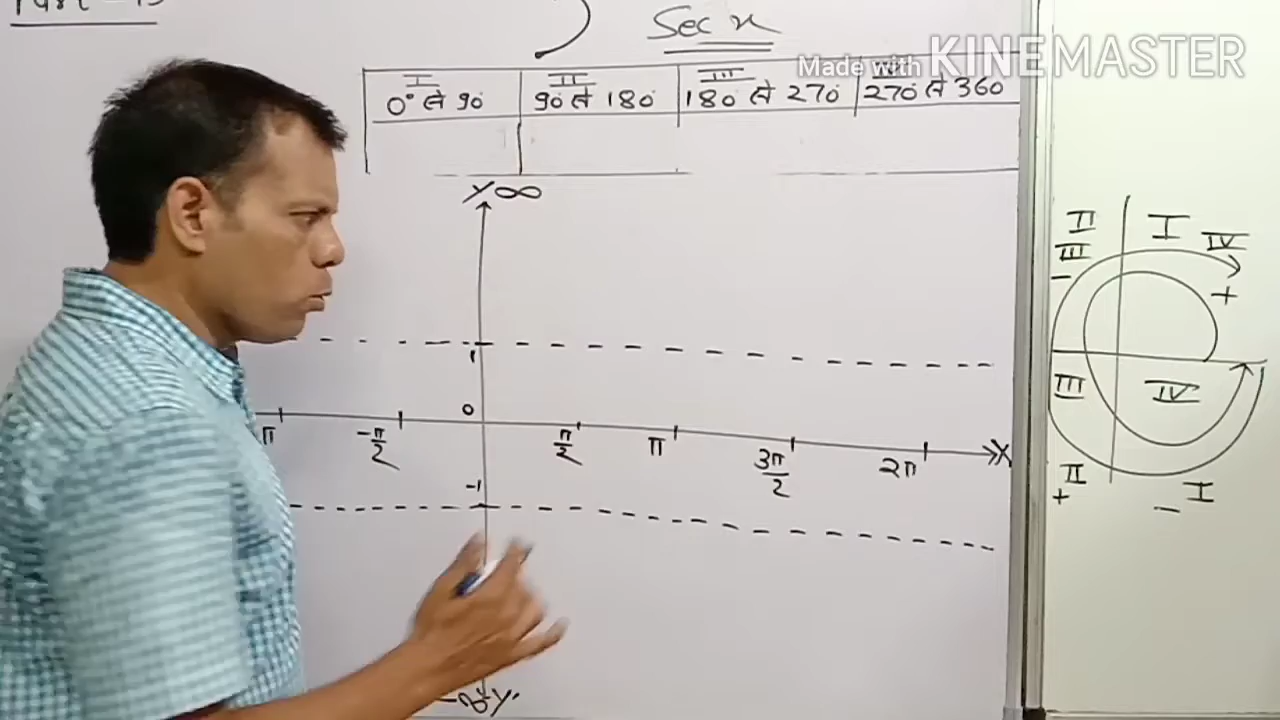 Sec x
Made with KINEMASTER
I II III IV
0° से 90 90 से 180 180 से 270 270 से 360
y ∞
II I
III IV
- +
1
0
π -π/2 π/2 π 3π/2 2π X
III IV
-1
II I
+ -
-∞ y'